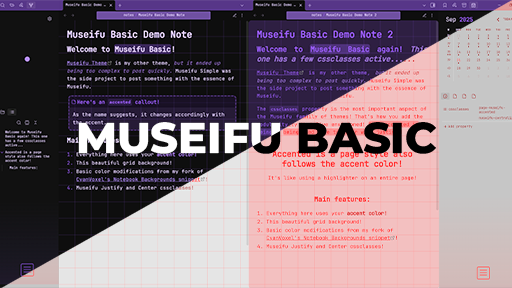 Museifu Basic Demo ...
Museifu Basic Demo ...
notes / Museifu Basic Demo Note
notes / Museifu Basic Demo Note 2
Museifu Basic Demo Note
Welcome to Museifu Basic!
Museifu Theme is my other theme, but it ended up
being too complex to post quickly. Museifu Simple was
the side project to post something with the essence of
Museifu.
Here's an accented callout!
As the name suggests, it changes accordingly with
the accent
Main
1. Everything here uses your accent color!
2. This beautiful grid background!
3. Basic color modifications from my fork of
CyanVoxel's Notebook Backgrounds snippet!
4. Museifu Justify and Center cssclasses.
Museifu Basic Demo Note 2
Welcome to Museifu Basic again! This
one has a few cssclasses active......
Museifu Theme is my other theme, but it ended up
being too complex to post quickly. Museifu Simple was
the side project to post something with the essence of
Museifu.
The cssclasses property is the most important aspect of
the Museifu family of themes! That's how you add the
MUSEIFU BASIC
Accented is a page style also
follows the accent color!
It's like using a highlighter on an entire page!
Main features:
1. Everything here uses your accent color!
2. This beautiful grid background!
3. Basic color modifications from my fork of
CyanVoxel's Notebook Backgrounds snippet!
4. Museifu Justify and Center cssclasses.
Welcome to Museifu
Basic again! This one
has a few cssclasses
active......
Accented is a page
style also follows the
accent color!
Main features:
Sep 2025
cssclasses